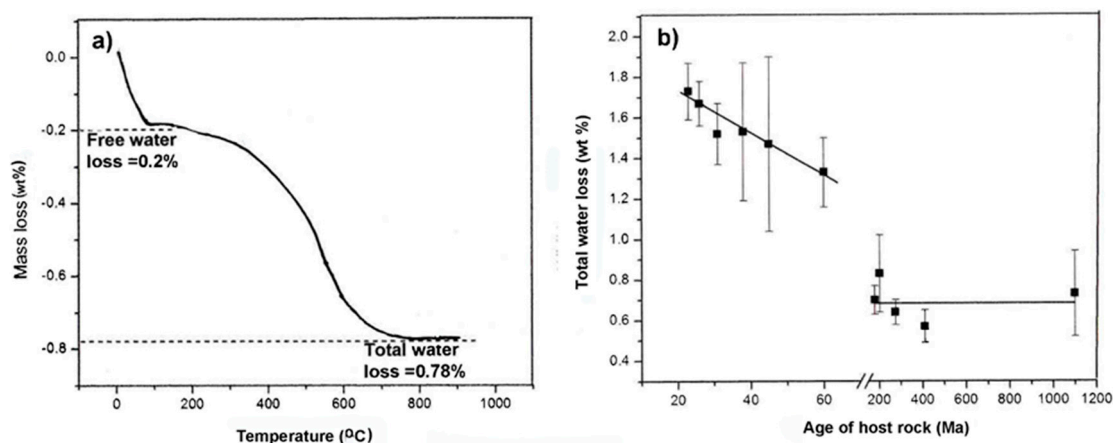 a)
Mass loss (wt%)
0.0
-0.2
-0.4
-0.6
-0.8
Free water
loss =0.2%
Total water
loss=0.78%
0 200 400 600 800 1000
Temperature (ºC)
b)
Total water loss (wt %)
2.0
1.8
1.6
1.4
1.2
1.0
0.8
0.6
0.4
20 40 60 200 400 600 800 1000 1200
Age of host rock (Ma)